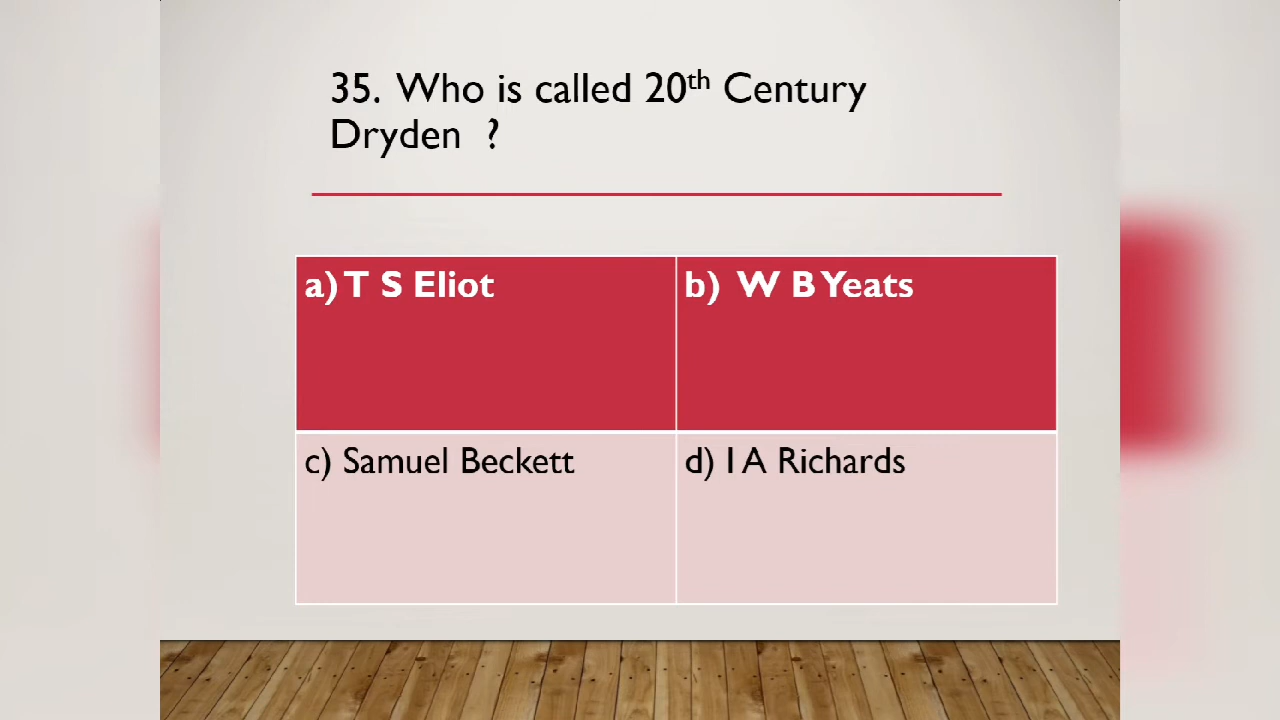 35. Who is called 20th Century
Dryden ?
a) T S Eliot
b) W B Yeats
c) Samuel Beckett
d) I A Richards